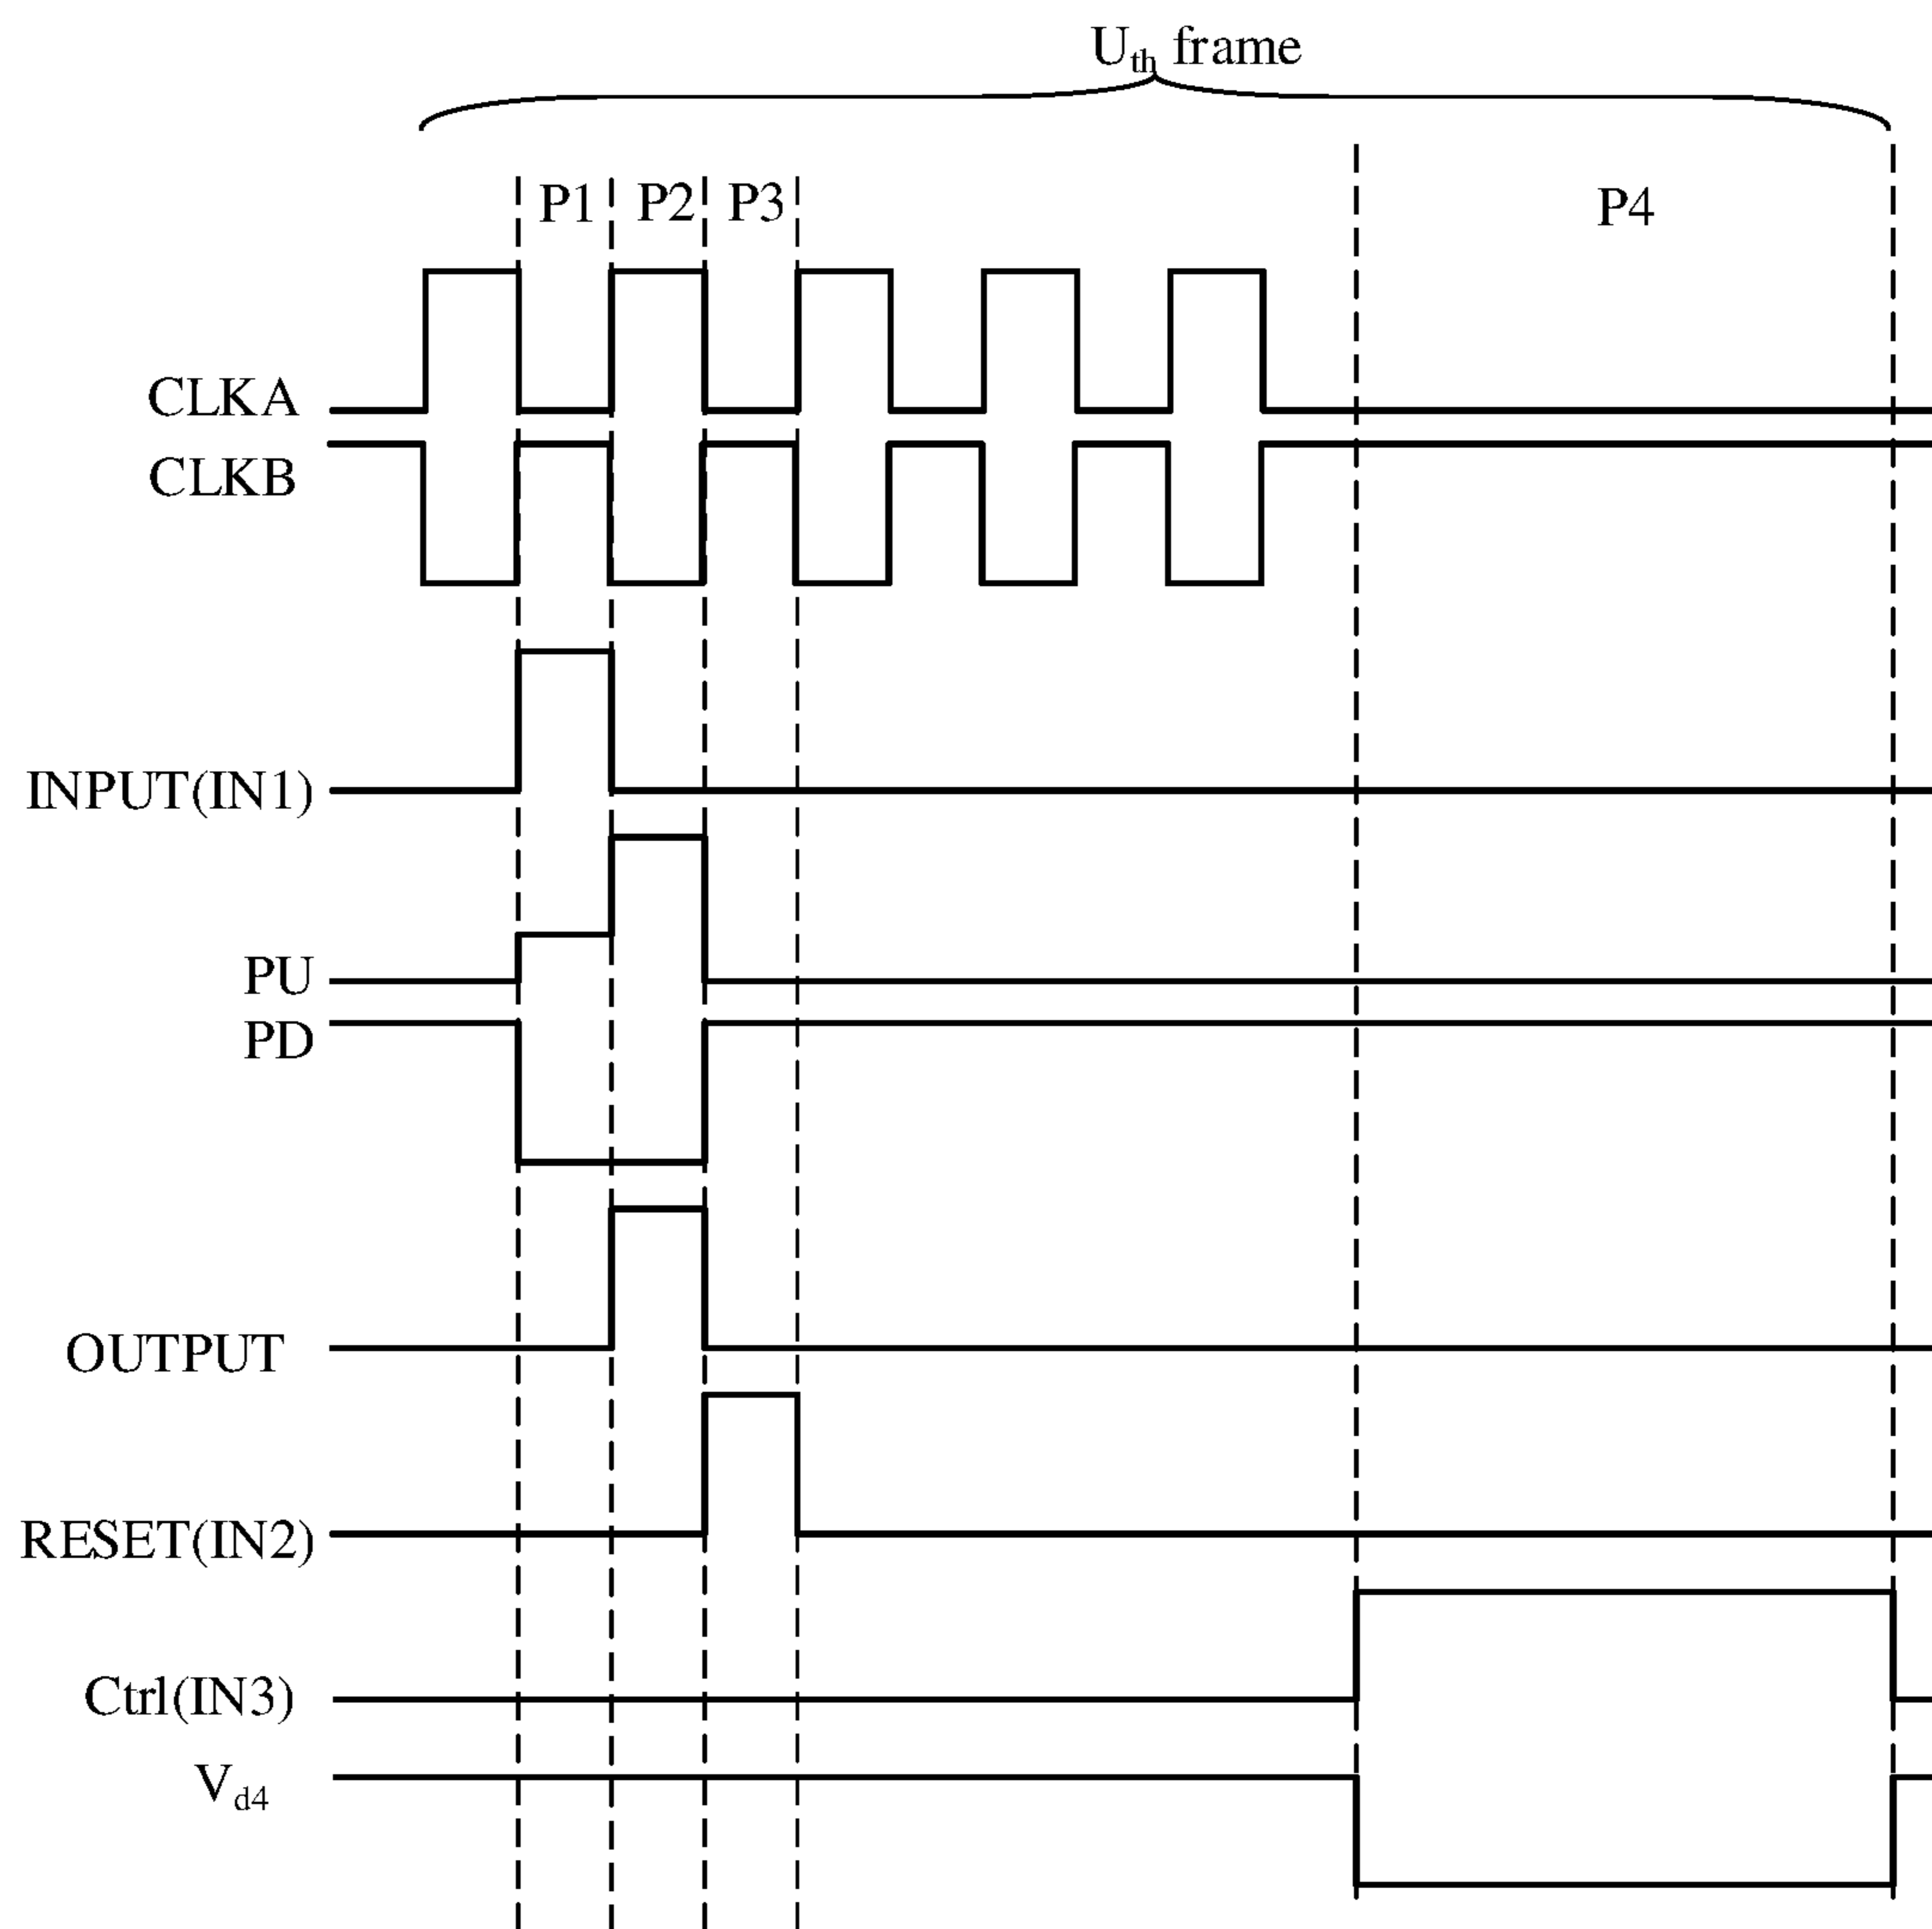 Uth frame
P1 P2 P3 P4
CLKA
CLKB
INPUT(IN1)
PU
PD
OUTPUT
RESET(IN2)
Ctrl(IN3)
Vd4